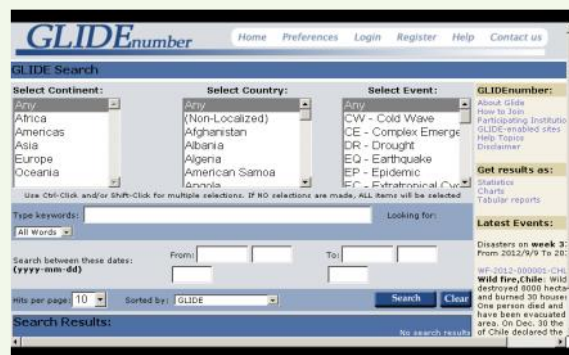 GLIDEnumber
Home Preferences Login Register Help Contact us
GLIDE Search
Select Continent:
Any
Africa
Americas
Asia
Europe
Oceania
Select Country:
Any
(Non-Localized)
Afghanistan
Albania
Algeria
American Samoa
Angola
Select Event:
Any
CW - Cold Wave
CE - Complex Emerge
DR - Drought
EQ - Earthquake
EP - Epidemic
EC - Extratropical Cyc
Use Ctrl-Click and/or Shift-Click for multiple selections. If NO selections are made, ALL items will be selected
Type keywords:
Looking for:
All Words
Search between these dates:
(yyyy-mm-dd)
From:
To:
Hits per page: 10
Sorted by: GLIDE
Search
Clear
Search Results:
No search results
GLIDEnumber:
About Glide
How to Join
Participating Institutio
GLIDE-enabled sites
Help Topics
Disclaimer
Get results as:
Statistics
Charts
Tabular reports
Latest Events:
Disasters on week 3
From 2012/9/9 To 20
WF-2012-000001-CHL
Wild fire,Chile: Wild
destroyed 8000 hecta
and burned 30 houses
One person died and
have been evacuated
area. On Dec. 30 the
of Chile declared the